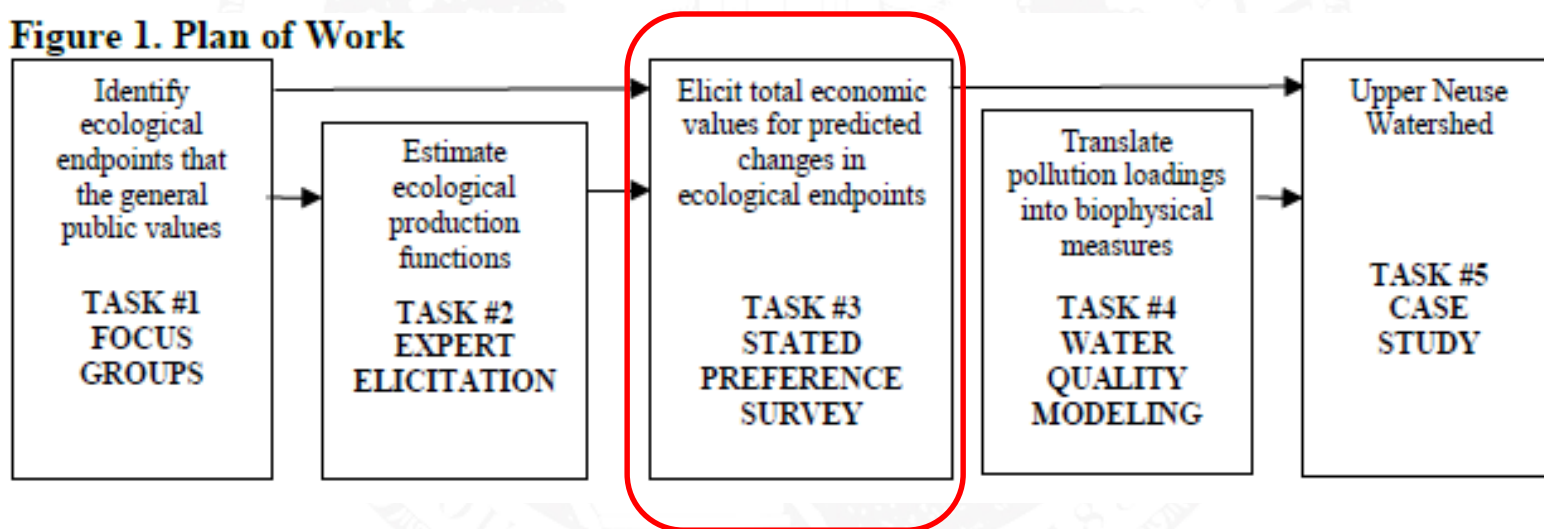 Figure 1. Plan of Work
Identify
ecological
endpoints that
the general
public values
TASK #1
FOCUS
GROUPS
Estimate
ecological
production
functions
TASK #2
EXPERT
ELICITATION
Elicit total economic
values for predicted
changes in
ecological endpoints
TASK #3
STATED
PREFERENCE
SURVEY
Translate
pollution loadings
into biophysical
measures
TASK #4
WATER
QUALITY
MODELING
Upper Neuse
Watershed
TASK #5
CASE
STUDY